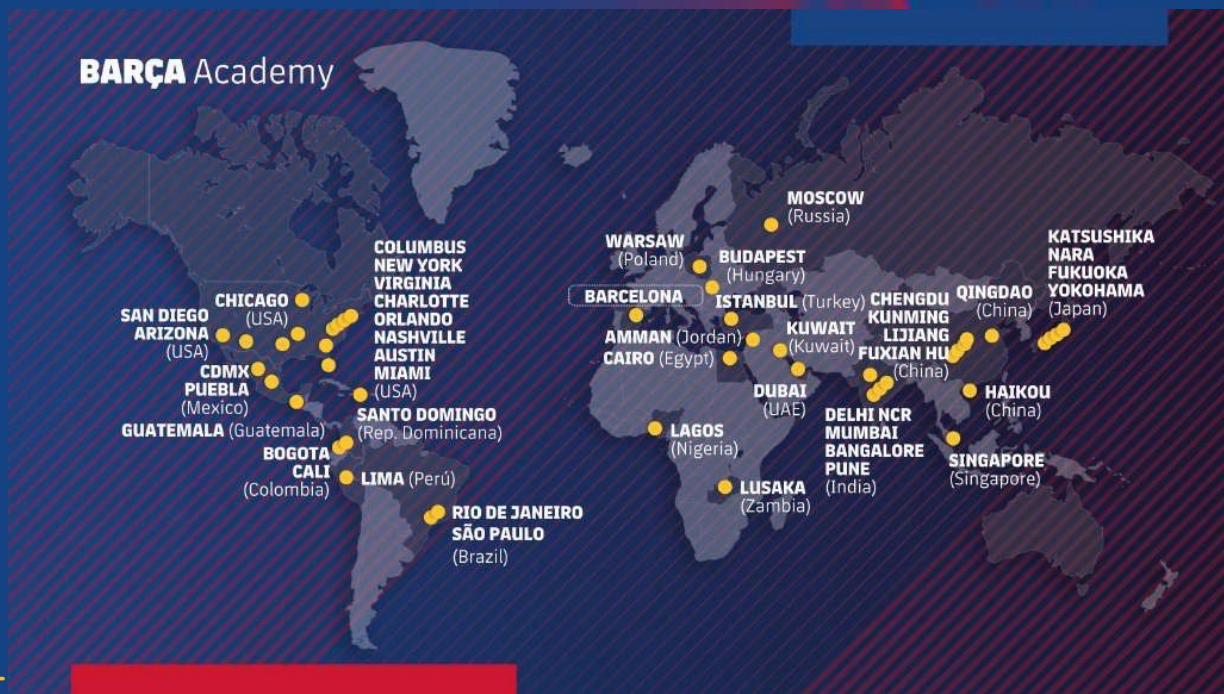 BARÇA Academy
COLUMBUS
NEW YORK
VIRGINIA
CHARLOTTE
ORLANDO
NASHVILLE
AUSTIN
MIAMI
(USA)
CHICAGO
(USA)
SAN DIEGO
ARIZONA
(USA)
CDMX
PUEBLA
(Mexico)
GUATEMALA (Guatemala)
SANTO DOMINGO
(Rep. Dominicana)
BOGOTA
CALI
(Colombia)
LIMA (Perú)
RIO DE JANEIRO
SÃO PAULO
(Brazil)
MOSCOW
(Russia)
WARSAW
(Poland)
BUDAPEST
(Hungary)
BARCELONA
ISTANBUL (Turkey)
AMMAN (Jordan)
CAIRO (Egypt)
KUWAIT
(Kuwait)
DUBAI
(UAE)
LAGOS
(Nigeria)
LUSAKA
(Zambia)
CHENGDU
KUNMING
LIJIANG
FUXIAN HU
(China)
QINGDAO
(China)
KATSUSHIKA
NARA
FUKUOKA
YOKOHAMA
(Japan)
HAIKOU
(China)
DELHI NCR
MUMBAI
BANGALORE
PUNE
(India)
SINGAPORE
(Singapore)